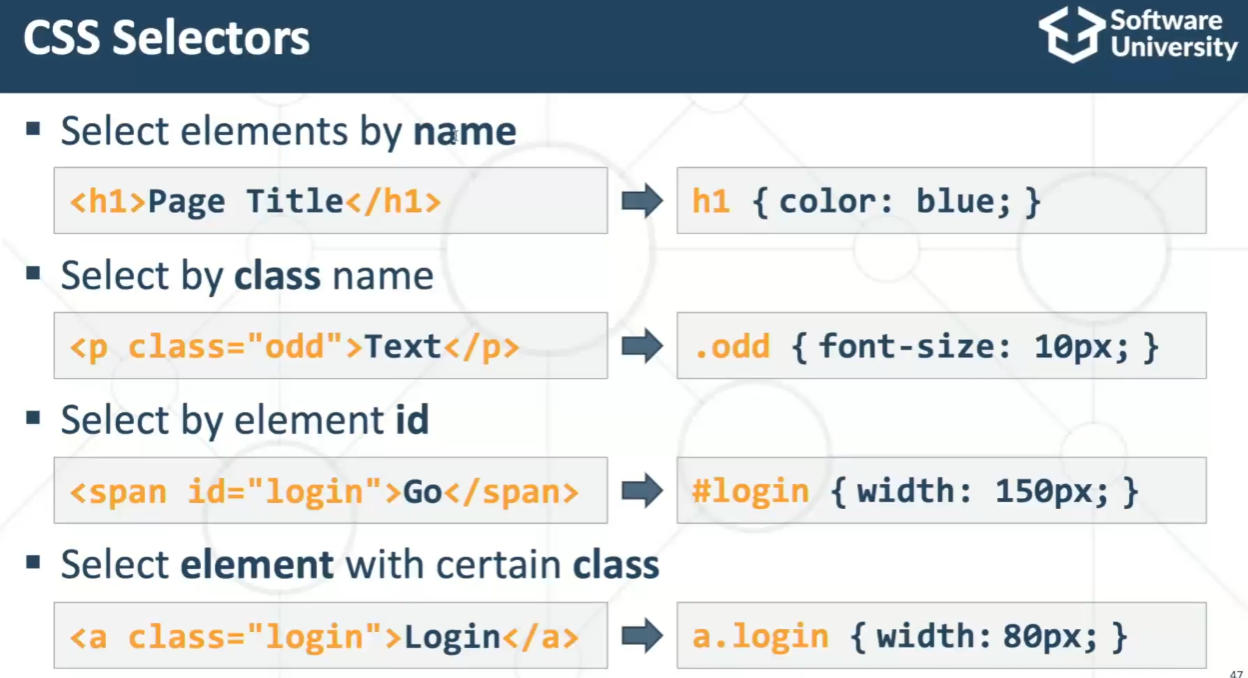 CSS Selectors
Software
University
▪ Select elements by name
<h1>Page Title</h1>
h1 { color: blue; }
▪ Select by class name
<p class="odd">Text</p>
.odd { font-size: 10px; }
▪ Select by element id
<span id="login">Go</span>
#login { width: 150px; }
▪ Select element with certain class
<a class="login">Login</a>
a.login { width: 80px; }
47